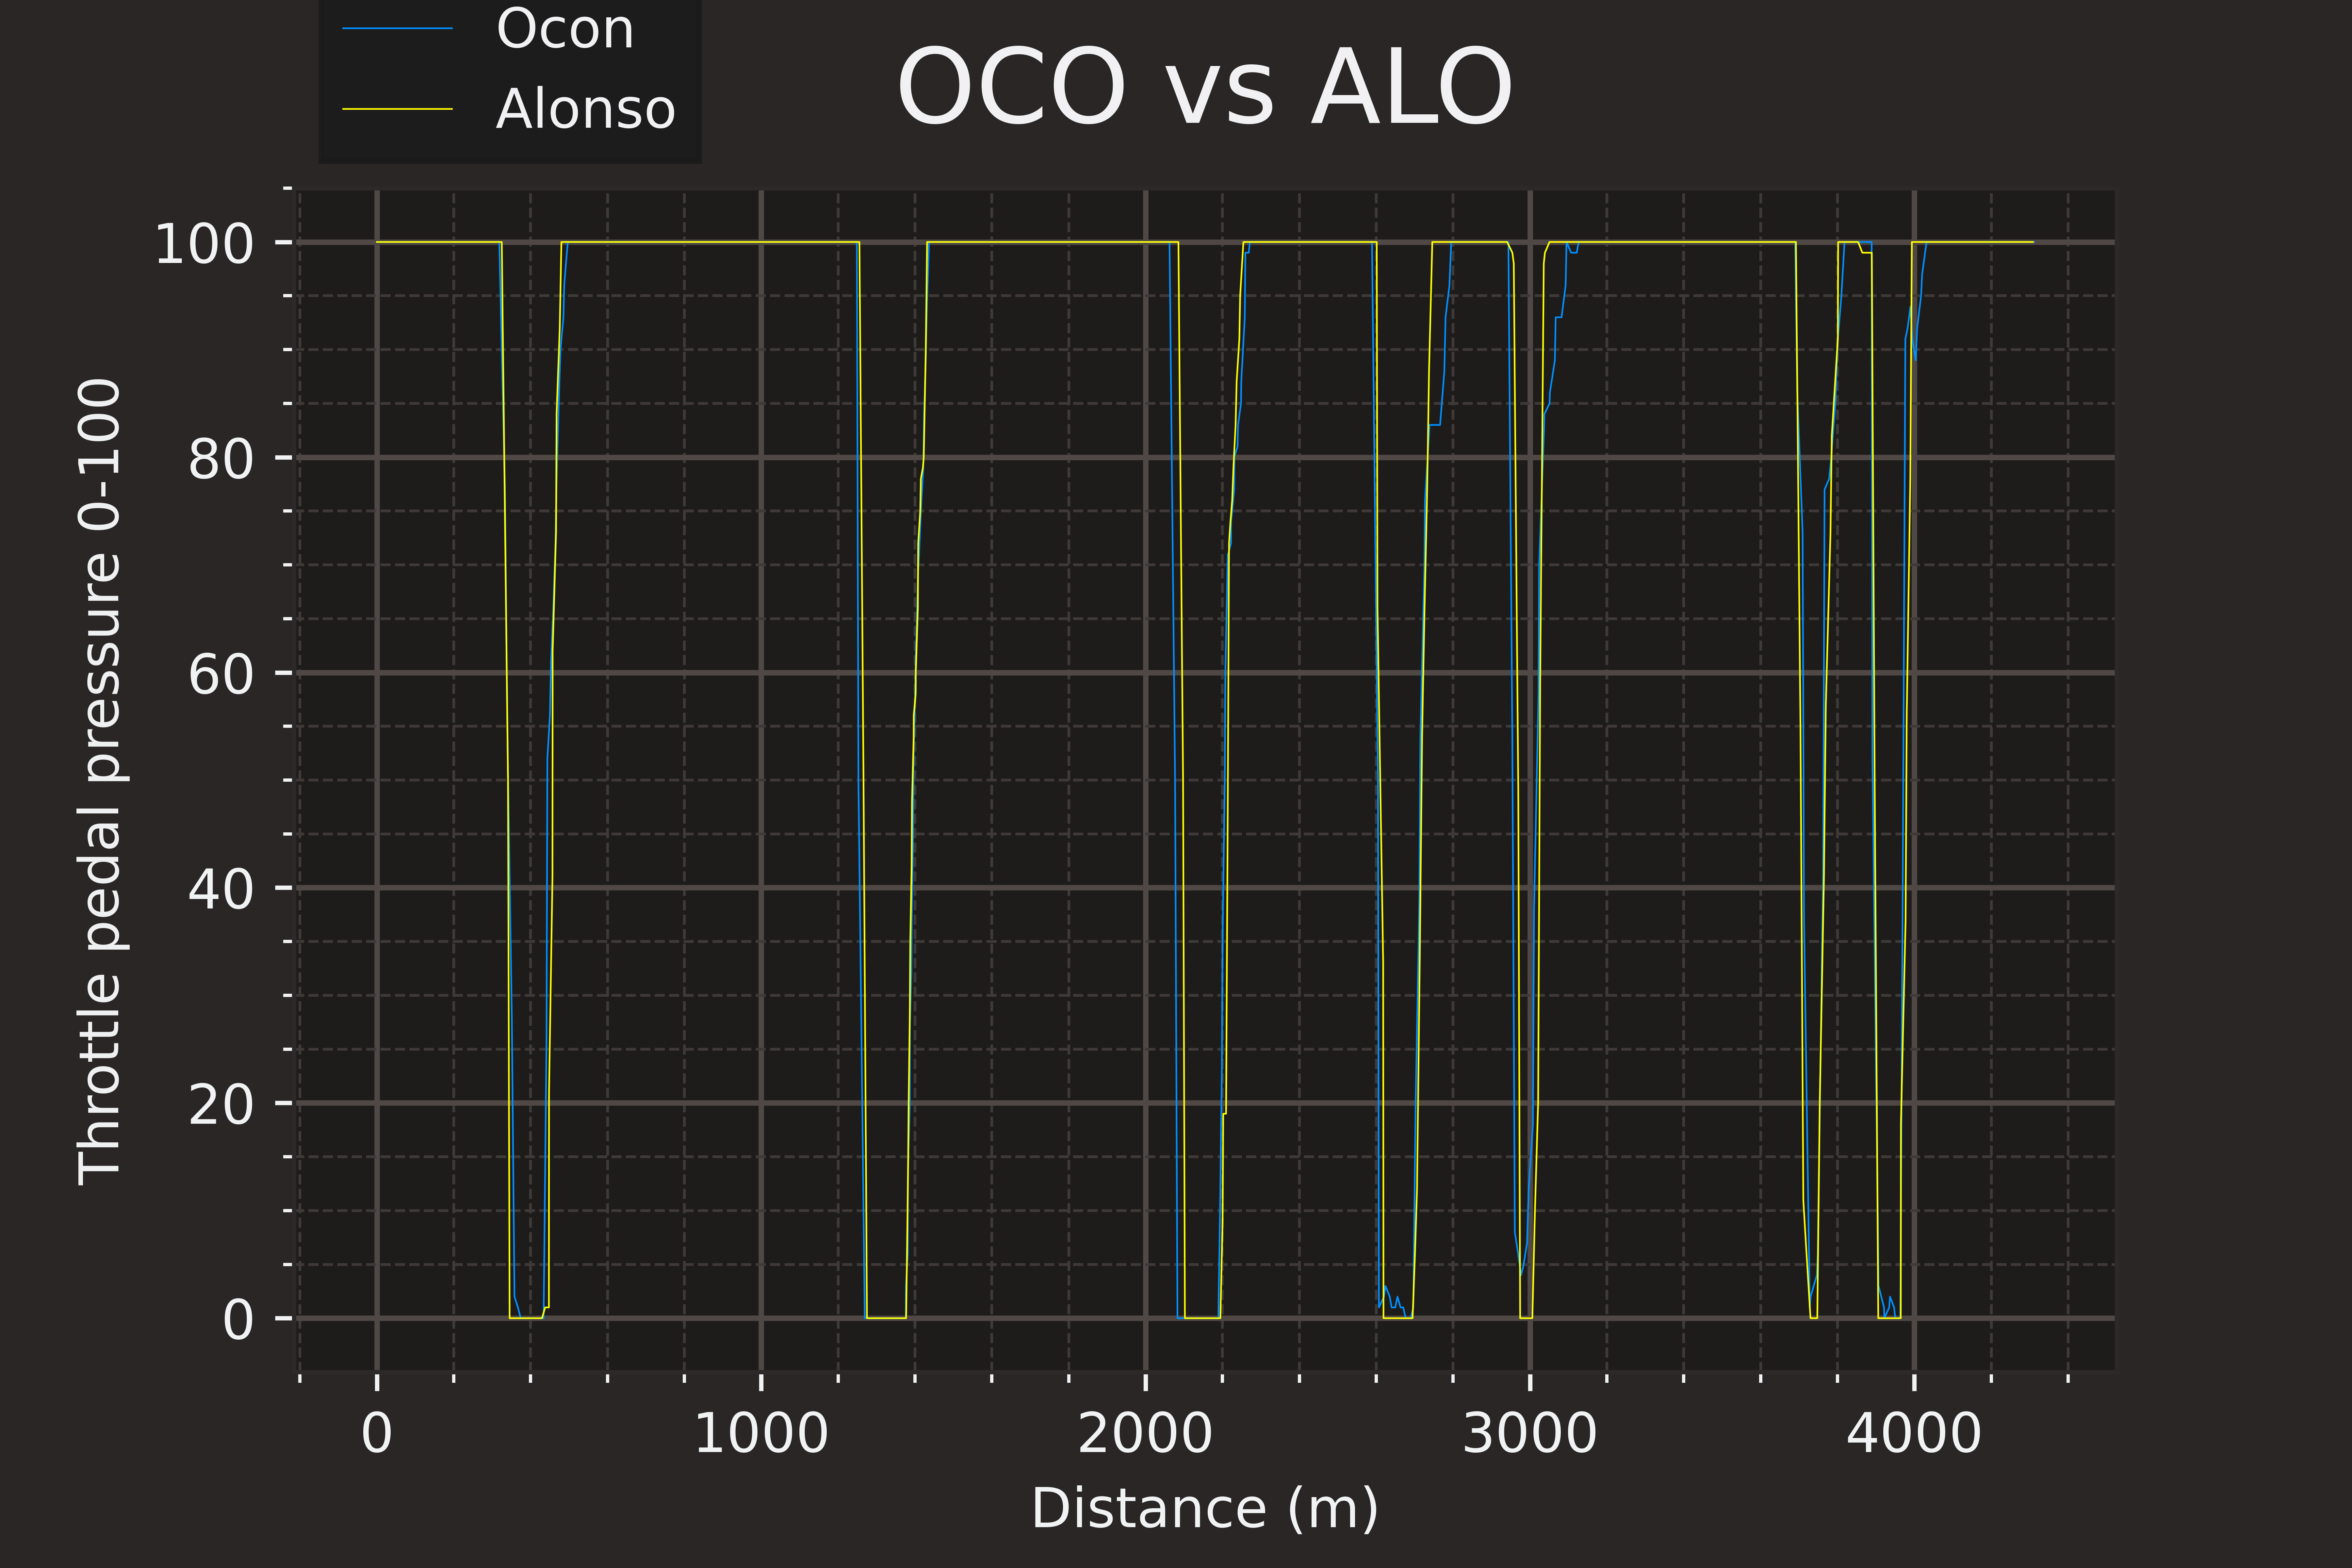 Ocon
Alonso
OCO vs ALO
Throttle pedal pressure 0-100
100
80
60
40
20
0
0 1000 2000 3000 4000
Distance (m)